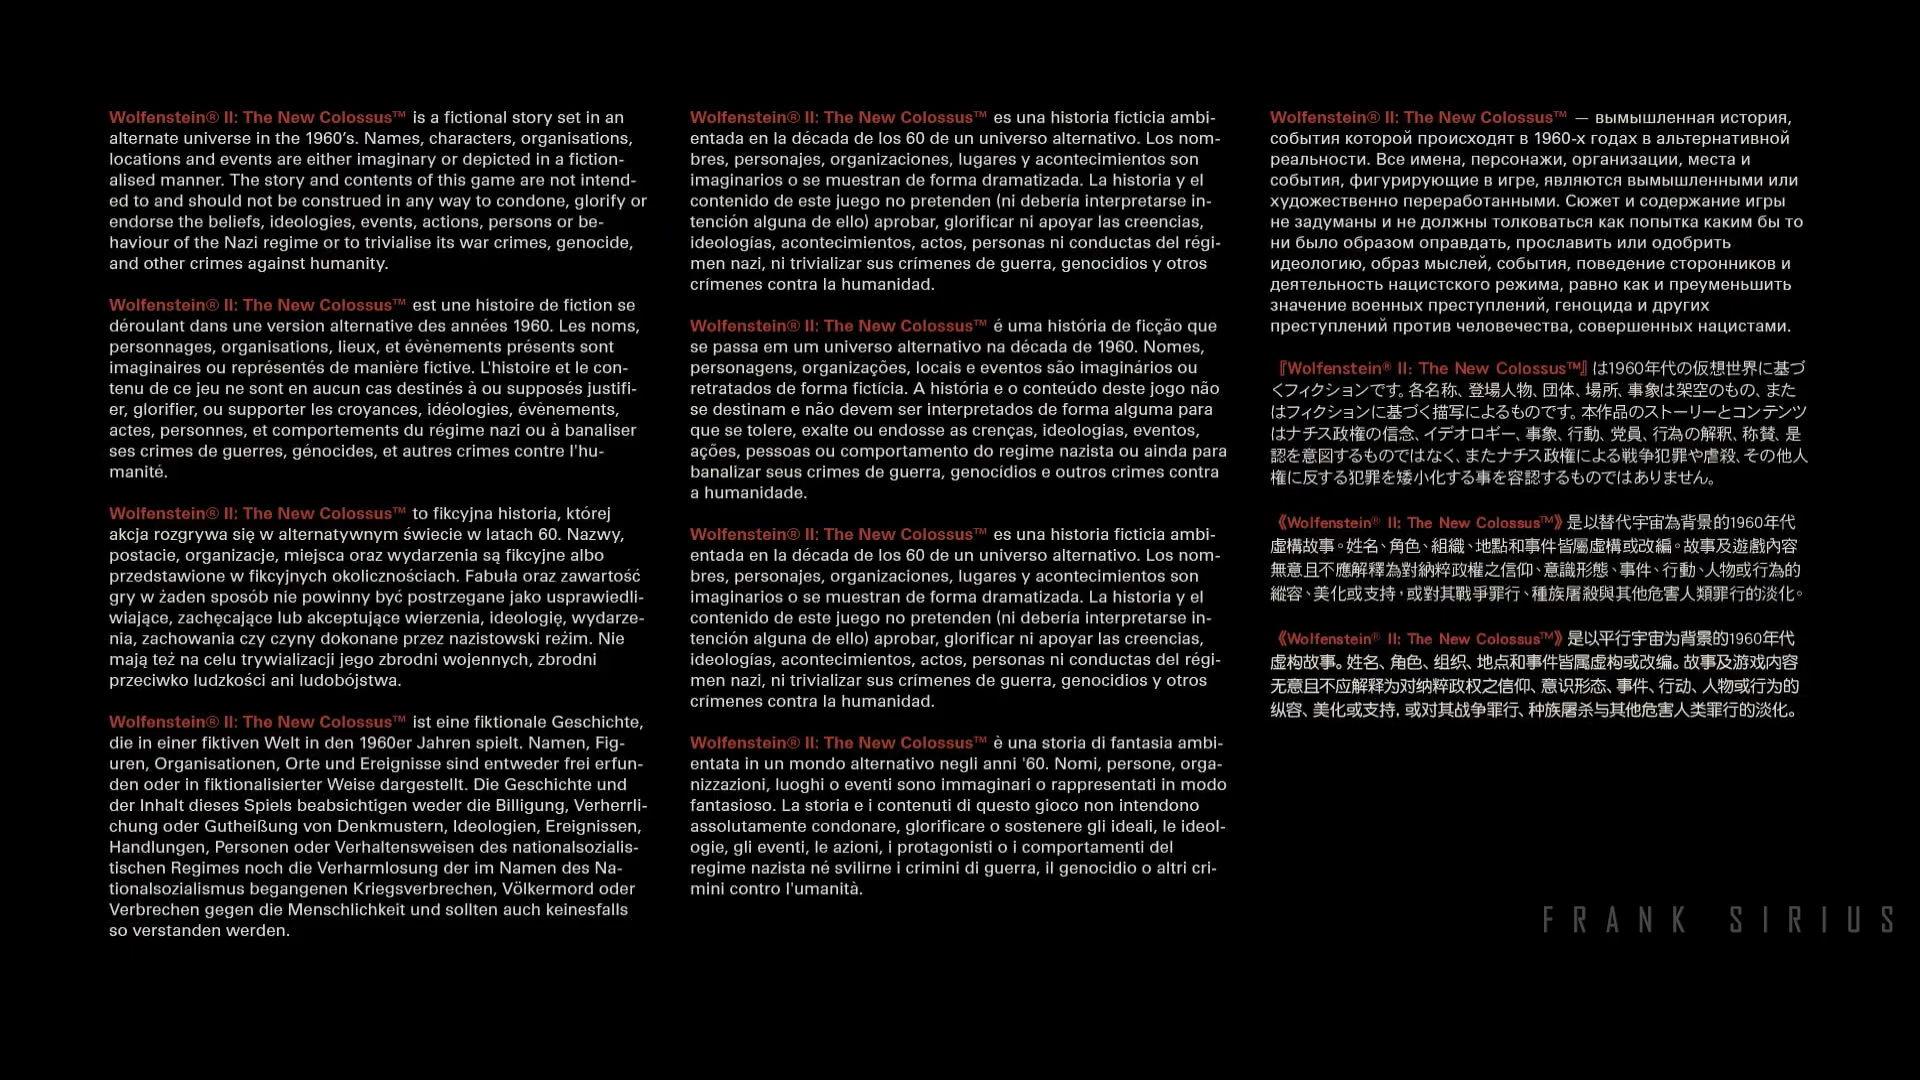 Wolfenstein® II: The New Colossus™ is a fictional story set in an
alternate universe in the 1960's. Names, characters, organisations,
locations and events are either imaginary or depicted in a fiction-
alised manner. The story and contents of this game are not intend-
ed to and should not be construed in any way to condone, glorify or
endorse the beliefs, ideologies, events, actions, persons or be-
haviour of the Nazi regime or to trivialise its war crimes, genocide,
and other crimes against humanity.
Wolfenstein® II: The New Colossus™ est une histoire de fiction se
déroulant dans une version alternative des années 1960. Les noms,
personnages, organisations, lieux, et évènements présents sont
imaginaires ou représentés de manière fictive. L'histoire et le con-
tenu de ce jeu ne sont en aucun cas destinés à ou supposés justifi-
er, glorifier, ou supporter les croyances, idéologies, évènements,
actes, personnes, et comportements du régime nazi ou à banaliser
ses crimes de guerres, génocides, et autres crimes contre l'hu-
manité.
Wolfenstein® II: The New Colossus™ to fikcyjna historia, której
akcja rozgrywa się w alternatywnym świecie w latach 60. Nazwy,
postacie, organizacje, miejsca oraz wydarzenia są fikcyjne albo
przedstawione w fikcyjnych okolicznościach. Fabuła oraz zawartość
gry w żaden sposób nie powinny być postrzegane jako usprawiedli-
wiające, zachęcające lub akceptujące wierzenia, ideologię, wydarze-
nia, zachowania czy czyny dokonane przez nazistowski reżim. Nie
mają też na celu trywializacji jego zbrodni wojennych, zbrodni
przeciwko ludzkości ani ludobójstwa.
Wolfenstein® II: The New Colossus™ ist eine fiktionale Geschichte,
die in einer fiktiven Welt in den 1960er Jahren spielt. Namen, Fig-
uren, Organisationen, Orte und Ereignisse sind entweder frei erfun-
den oder in fiktionalisierter Weise dargestellt. Die Geschichte und
der Inhalt dieses Spiels beabsichtigen weder die Billigung, Verherrli-
chung oder Gutheißung von Denkmustern, Ideologien, Ereignissen,
Handlungen, Personen oder Verhaltensweisen des nationalsozialis-
tischen Regimes noch die Verharmlosung der im Namen des Na-
tionalsozialismus begangenen Kriegsverbrechen, Völkermord oder
Verbrechen gegen die Menschlichkeit und sollten auch keinesfalls
so verstanden werden.
Wolfenstein® II: The New Colossus™ es una historia ficticia ambi-
entada en la década de los 60 de un universo alternativo. Los nom-
bres, personajes, organizaciones, lugares y acontecimientos son
imaginarios o se muestran de forma dramatizada. La historia y el
contenido de este juego no pretenden (ni debería interpretarse in-
tención alguna de ello) aprobar, glorificar ni apoyar las creencias,
ideologías, acontecimientos, actos, personas ni conductas del régi-
men nazi, ni trivializar sus crímenes de guerra, genocidios y otros
crímenes contra la humanidad.
Wolfenstein® II: The New Colossus™ é uma história de ficção que
se passa em um universo alternativo na década de 1960. Nomes,
personagens, organizações, locais e eventos são imaginários ou
retratados de forma fictícia. A história e o conteúdo deste jogo não
se destinam e não devem ser interpretados de forma alguma para
que se tolere, exalte ou endosse as crenças, ideologias, eventos,
ações, pessoas ou comportamento do regime nazista ou ainda para
banalizar seus crimes de guerra, genocídios e outros crimes contra
a humanidade.
Wolfenstein® II: The New Colossus™ es una historia ficticia ambi-
entada en la década de los 60 de un universo alternativo. Los nom-
bres, personajes, organizaciones, lugares y acontecimientos son
imaginarios o se muestran de forma dramatizada. La historia y el
contenido de este juego no pretenden (ni debería interpretarse in-
tención alguna de ello) aprobar, glorificar ni apoyar las creencias,
ideologías, acontecimientos, actos, personas ni conductas del régi-
men nazi, ni trivializar sus crímenes de guerra, genocidios y otros
crímenes contra la humanidad.
Wolfenstein® II: The New Colossus™ è una storia di fantasia ambi-
entata in un mondo alternativo negli anni '60. Nomi, persone, orga-
nizzazioni, luoghi o eventi sono immaginari o rappresentati in modo
fantasioso. La storia e i contenuti di questo gioco non intendono
assolutamente condonare, glorificare o sostenere gli ideali, le ideol-
ogie, gli eventi, le azioni, i protagonisti o i comportamenti del
regime nazista né svilirne i crimini di guerra, il genocidio o altri cri-
mini contro l'umanità.
Wolfenstein® II: The New Colossus™ — вымышленная история,
события которой происходят в 1960-х годах в альтернативной
реальности. Все имена, персонажи, организации, места и
события, фигурирующие в игре, являются вымышленными или
художественно переработанными. Сюжет и содержание игры
не задуманы и не должны толковаться как попытка каким бы то
ни было образом оправдать, прославить или одобрить
идеологию, образ мыслей, события, поведение сторонников и
деятельность нацистского режима, равно как и преуменьшить
значение военных преступлений, геноцида и других
преступлений против человечества, совершенных нацистами.
『Wolfenstein® II: The New Colossus™』は1960年代の仮想世界に基づ
くフィクションです。各名称、登場人物、団体、場所、事象は架空のもの、また
はフィクションに基づく描写によるものです。本作品のストーリーとコンテンツ
はナチス政権の信念、イデオロギー、事象、行動、党員、行為の解釈、称賛、是
認を意図するものではなく、またナチス政権による戦争犯罪や虐殺、その他人
権に反する犯罪を矮小化する事を容認するものではありません。
《Wolfenstein® II: The New Colossus™》是以替代宇宙為背景的1960年代
虛構故事。姓名、角色、組織、地點和事件皆屬虛構或改編。故事及遊戲內容
無意且不應解釋為對納粹政權之信仰、意識形態、事件、行動、人物或行為的
縱容、美化或支持，或對其戰爭罪行、種族屠殺與其他危害人類罪行的淡化。
《Wolfenstein® II: The New Colossus™》是以平行宇宙为背景的1960年代
虚构故事。姓名、角色、组织、地点和事件皆属虚构或改编。故事及游戏内容
无意且不应解释为对纳粹政权之信仰、意识形态、事件、行动、人物或行为的
纵容、美化或支持，或对其战争罪行、种族屠杀与其他危害人类罪行的淡化。
FRANK SIRIUS